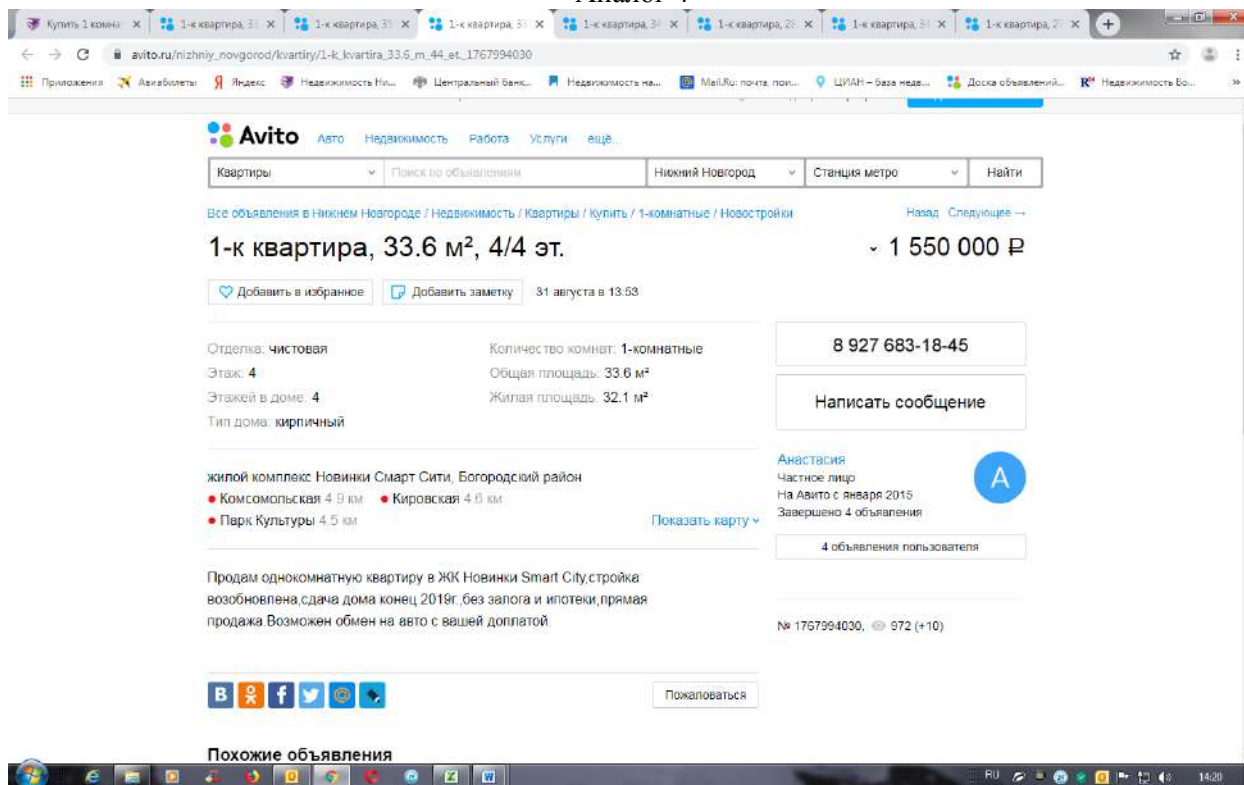 Купить 1 комна
1-к квартира, 3
1-к квартира, 3
1-к квартира, 3
1-к квартира, 34
1-к квартира, 28
1-к квартира, 34
1-к квартира, 2
avito.ru/nizhniy_novgorod/kvartiry/1-k_kvartira_33.6_m_44_et._1767994030
Приложения Авиабилеты Яндекс Недвижимость Ни... Центральный банк... Недвижимость на... Mail.Ru: почта, пои... ЦИАН – база недв... Доска объявлений... Недвижимость Бо... »
Avito Авто Недвижимость Работа Услуги ещё...
Квартиры Поиск по объявлениям Нижний Новгород Станция метро Найти
Все объявления в Нижнем Новгороде / Недвижимость / Квартиры / Купить / 1-комнатные / Новостройки Назад Следующее →
1-к квартира, 33.6 м², 4/4 эт. 1 550 000 ₽
Добавить в избранное Добавить заметку 31 августа в 13:53
Отделка: чистовая Количество комнат: 1-комнатные
Этаж: 4 Общая площадь: 33.6 м²
Этажей в доме: 4 Жилая площадь: 32.1 м²
Тип дома: кирпичный
8 927 683-18-45
Написать сообщение
жилой комплекс Новинки Смарт Сити, Богородский район
Комсомольская 4.9 км Кировская 4.6 км
Парк Культуры 4.5 км Показать карту
Анастасия
Частное лицо
На Авито с января 2015
Завершено 4 объявления
А
4 объявления пользователя
Продам однокомнатную квартиру в ЖК Новинки Smart City,стройка
возобновлена,сдача дома конец 2019г.,без залога и ипотеки,прямая
продажа.Возможен обмен на авто с вашей доплатой.
№ 1767994030, 972 (+10)
Пожаловаться
Похожие объявления
RU 14:20